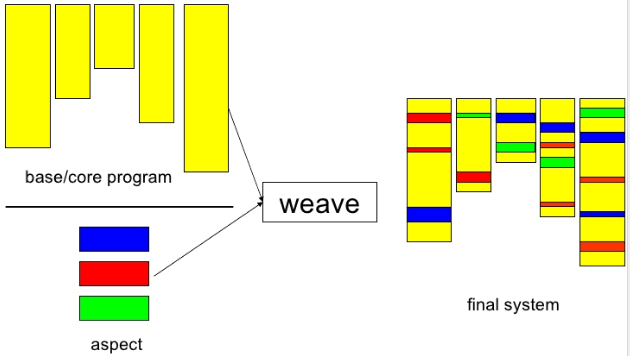 base/core program
weave
aspect
final system